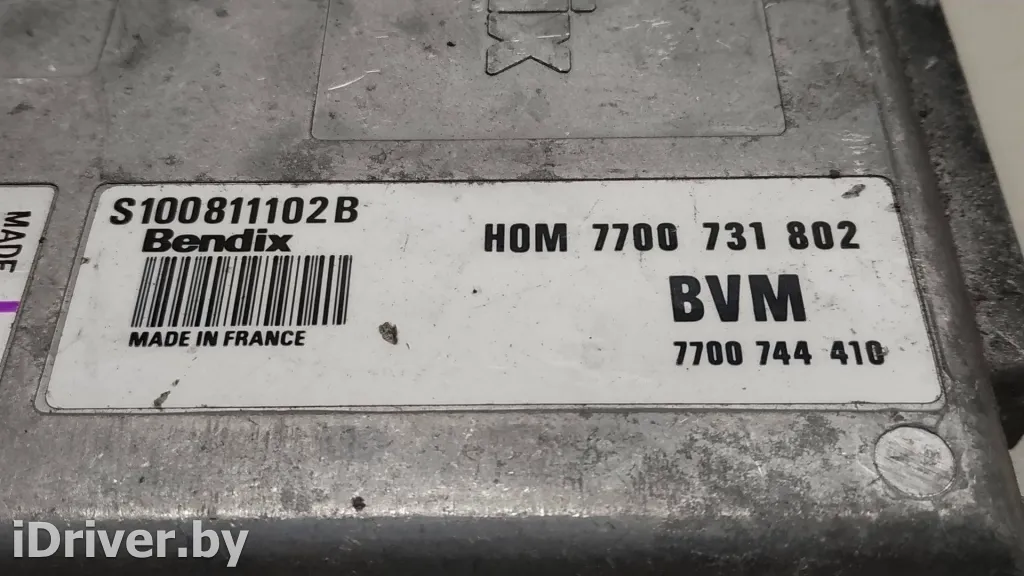 S100811102B
Bendix
MADE IN FRANCE
HOM 7700 731 802
BVM
7700 744 410
MADE
iDriver.by